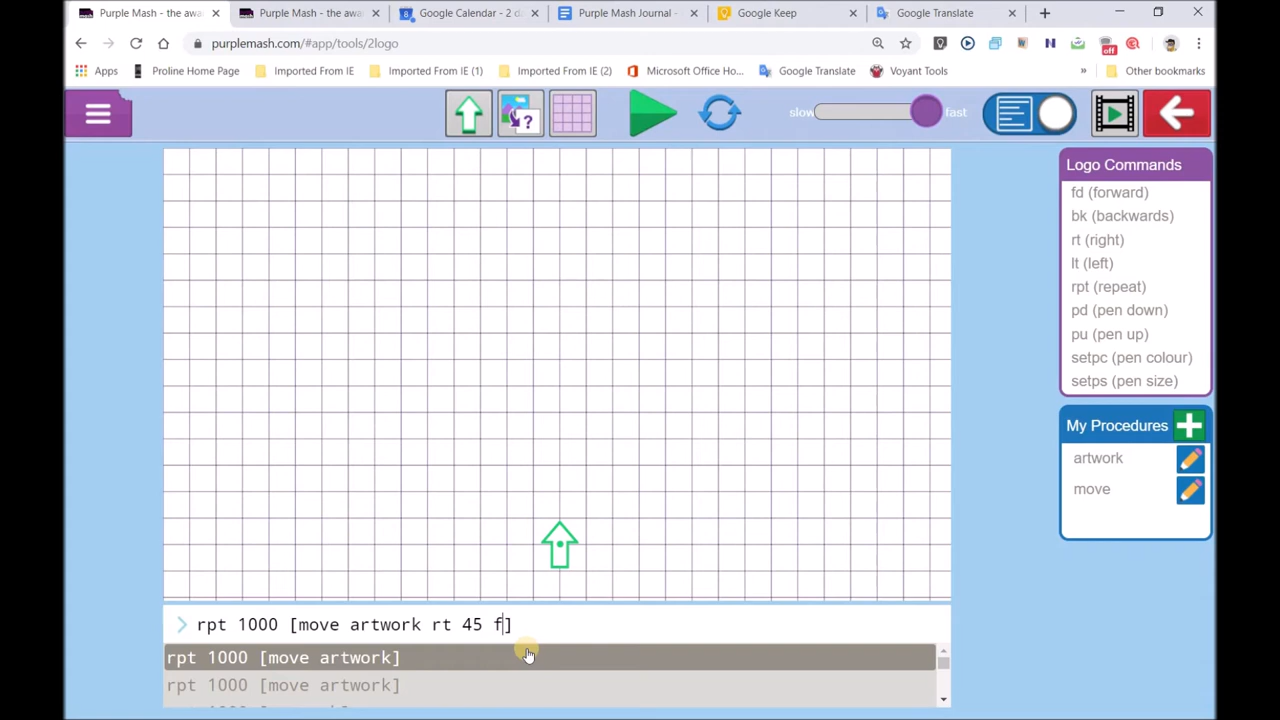 Purple Mash - the awa
Purple Mash - the awa
Google Calendar - 2 d
Purple Mash Journal -
Google Keep
Google Translate
purplemash.com/#app/tools/2logo
off
Apps
Proline Home Page
Imported From IE
Imported From IE (1)
Imported From IE (2)
Microsoft Office Ho...
Google Translate
Voyant Tools
»
Other bookmarks
slow
fast
Logo Commands
fd (forward)
bk (backwards)
rt (right)
lt (left)
rpt (repeat)
pd (pen down)
pu (pen up)
setpc (pen colour)
setps (pen size)
My Procedures
artwork
move
> rpt 1000 [move artwork rt 45 f]
rpt 1000 [move artwork]
rpt 1000 [move artwork]